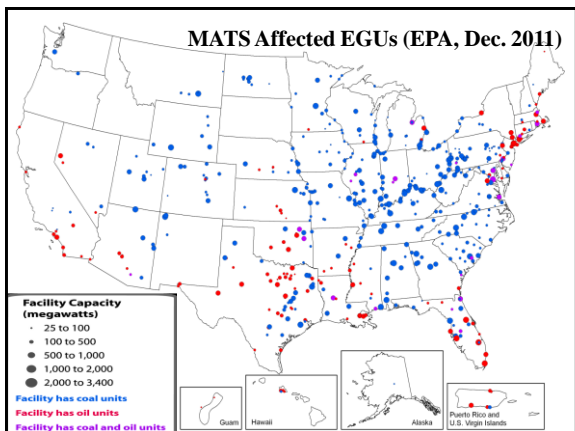 MATS Affected EGUs (EPA, Dec. 2011)
Facility Capacity
(megawatts)
25 to 100
100 to 500
500 to 1,000
1,000 to 2,000
2,000 to 3,400
Facility has coal units
Facility has oil units
Facility has coal and oil units
Guam
Hawaii
Alaska
Puerto Rico and
U.S. Virgin Islands